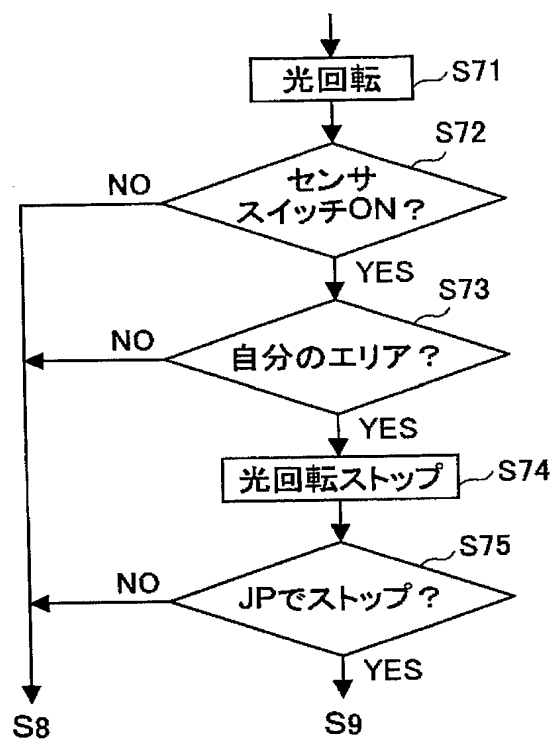 光回転
S71
S72
センサ
スイッチON？
NO
YES
S73
自分のエリア？
NO
YES
光回転ストップ
S74
S75
JPでストップ？
NO
YES
S8
S9